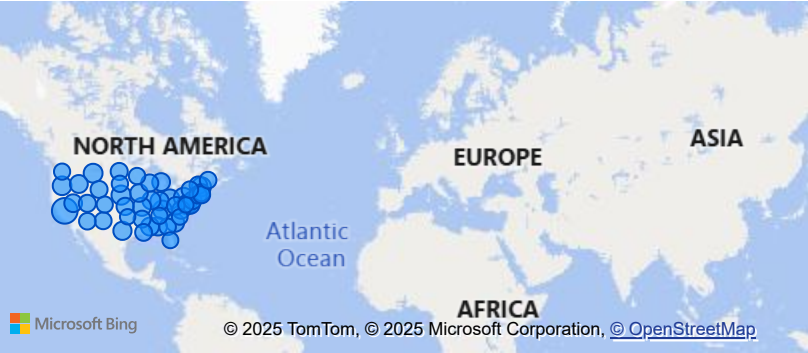 NORTH AMERICA
EUROPE
ASIA
Atlantic
Ocean
AFRICA
Microsoft Bing
© 2025 TomTom, © 2025 Microsoft Corporation, © OpenStreetMap